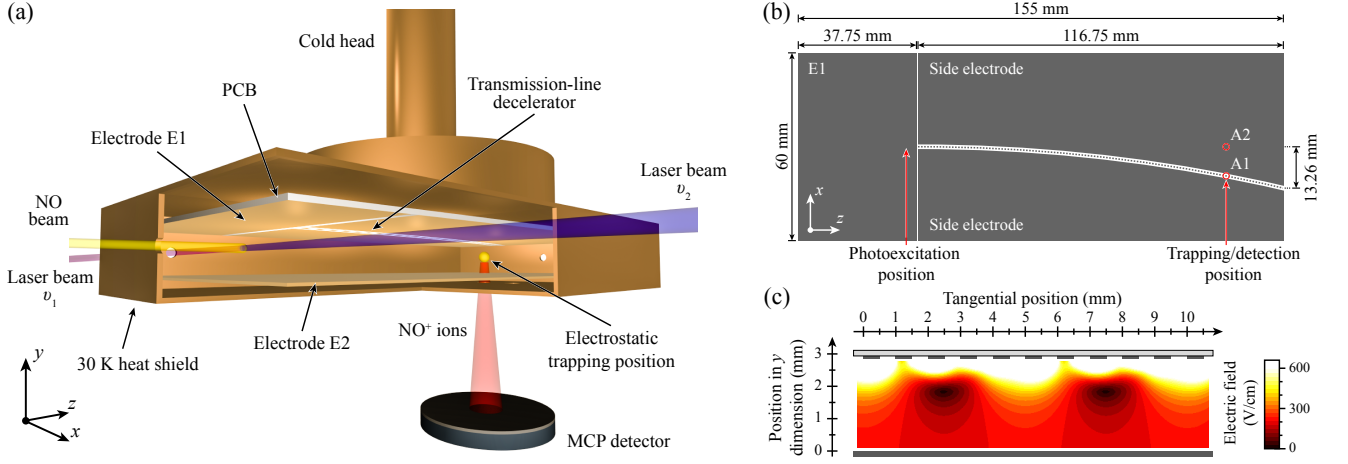 (a)
Cold head
PCB
Transmission-line
decelerator
Electrode E1
Laser beam
υ2
NO
beam
Laser beam
υ1
NO⁺ ions
Electrode E2
Electrostatic
trapping position
30 K heat shield
MCP detector
y
z
x
(b)
155 mm
37.75 mm
116.75 mm
E1
Side electrode
60 mm
A2
A1
13.26 mm
x
z
Side electrode
Photoexcitation
position
Trapping/detection
position
(c)
Tangential position (mm)
0 1 2 3 4 5 6 7 8 9 10
Position in y
dimension (mm)
3
2
1
0
Electric field
(V/cm)
600
300
0